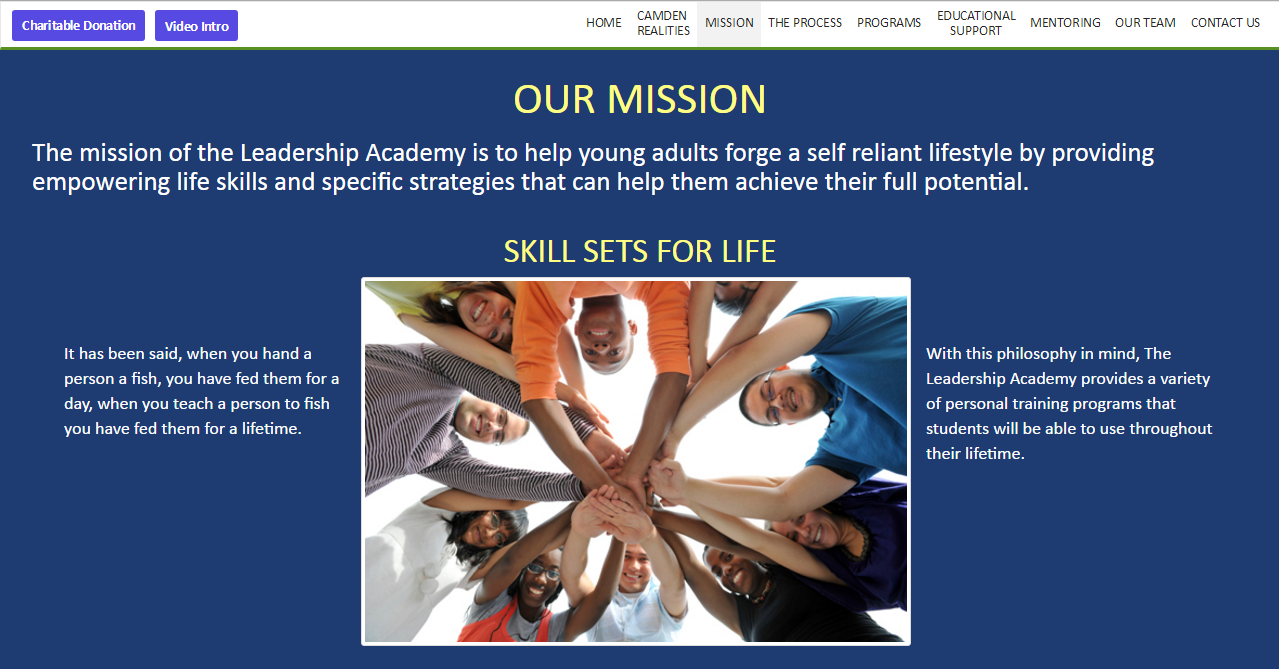 Charitable Donation
Video Intro
HOME
CAMDEN
REALITIES
MISSION
THE PROCESS
PROGRAMS
EDUCATIONAL
SUPPORT
MENTORING
OUR TEAM
CONTACT US
OUR MISSION
The mission of the Leadership Academy is to help young adults forge a self reliant lifestyle by providing
empowering life skills and specific strategies that can help them achieve their full potential.
SKILL SETS FOR LIFE
It has been said, when you hand a
person a fish, you have fed them for a
day, when you teach a person to fish
you have fed them for a lifetime.
With this philosophy in mind, The
Leadership Academy provides a variety
of personal training programs that
students will be able to use throughout
their lifetime.